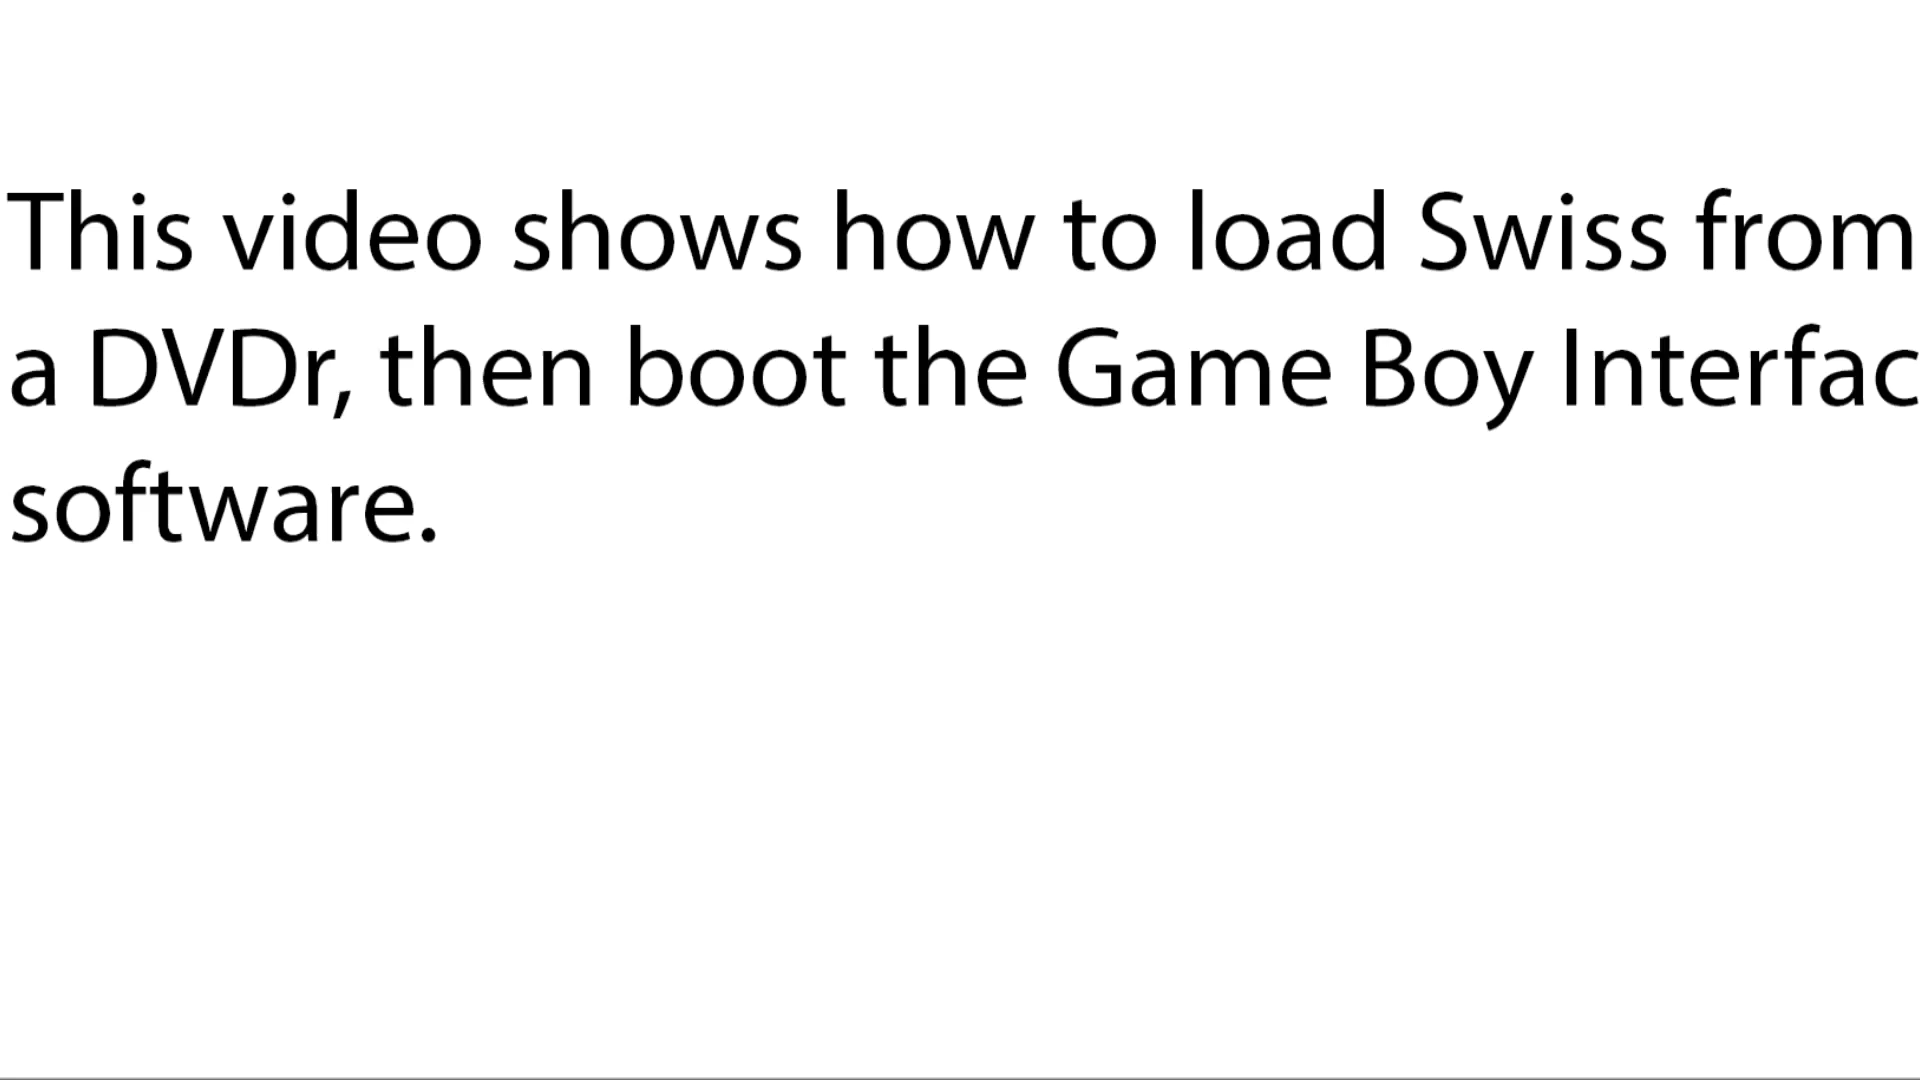 This video shows how to load Swiss from
a DVDr, then boot the Game Boy Interfac
software.